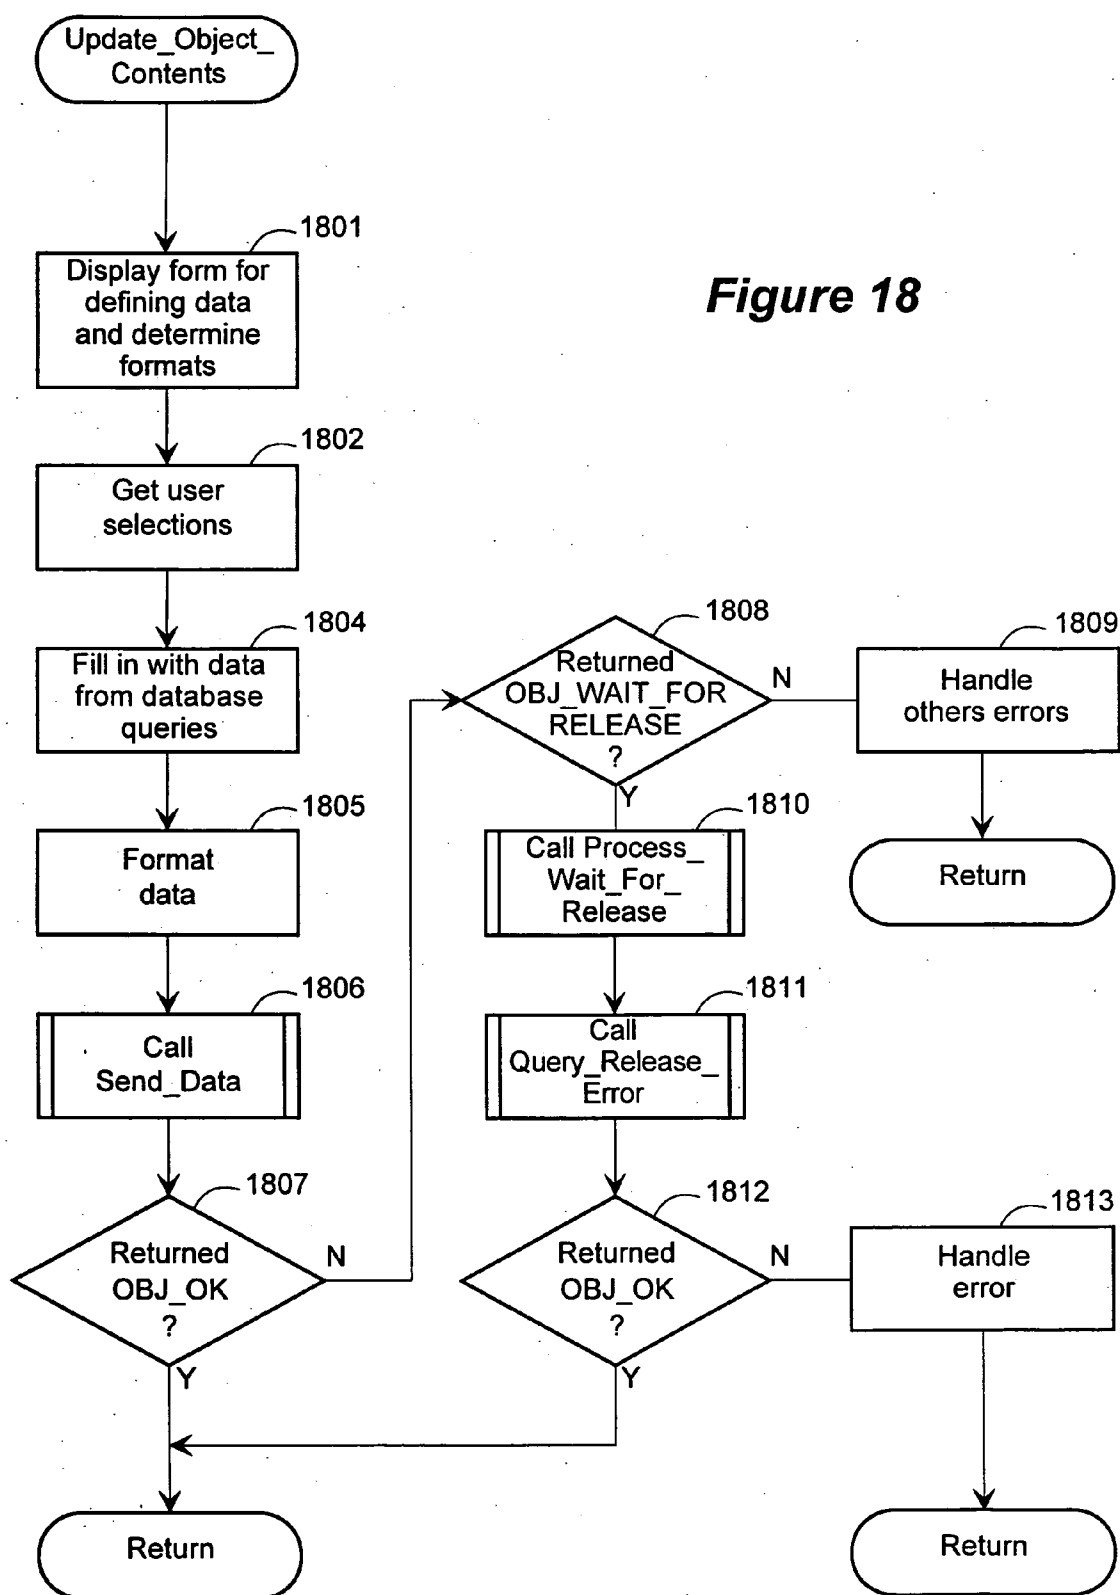 Update_Object_
Contents
1801
Display form for
defining data
and determine
formats
Figure 18
1802
Get user
selections
1804
Fill in with data
from database
queries
1805
Format
data
1806
Call
Send_Data
1807
Returned
OBJ_OK
?
N
Y
Return
1808
Returned
OBJ_WAIT_FOR
RELEASE
?
N
Y
1809
Handle
others errors
Return
1810
Call Process_
Wait_For_
Release
1811
Call
Query_Release_
Error
1812
Returned
OBJ_OK
?
N
Y
1813
Handle
error
Return